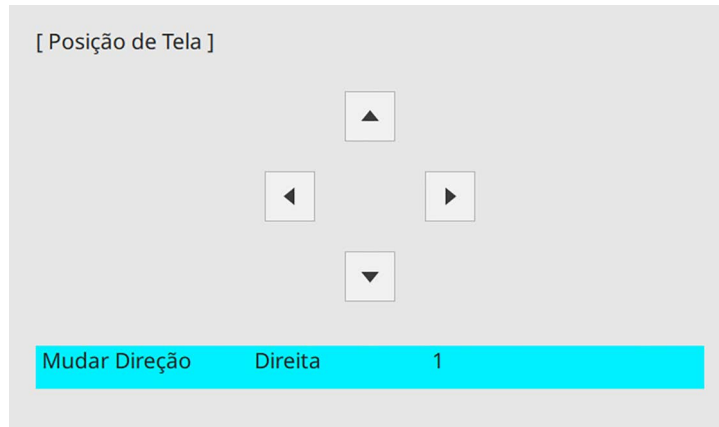 [ Posição de Tela ]
Mudar Direção Direita 1